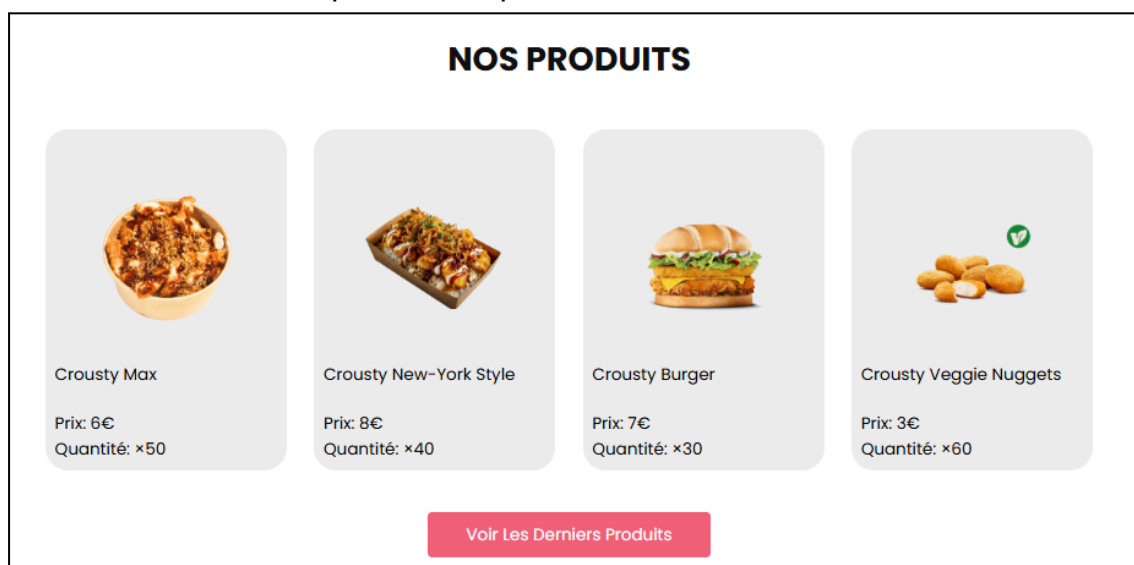 NOS PRODUITS
Crousty Max
Prix: 6€
Quantité: ×50
Crousty New-York Style
Prix: 8€
Quantité: ×40
Crousty Burger
Prix: 7€
Quantité: ×30
Crousty Veggie Nuggets
Prix: 3€
Quantité: ×60
Voir Les Derniers Produits